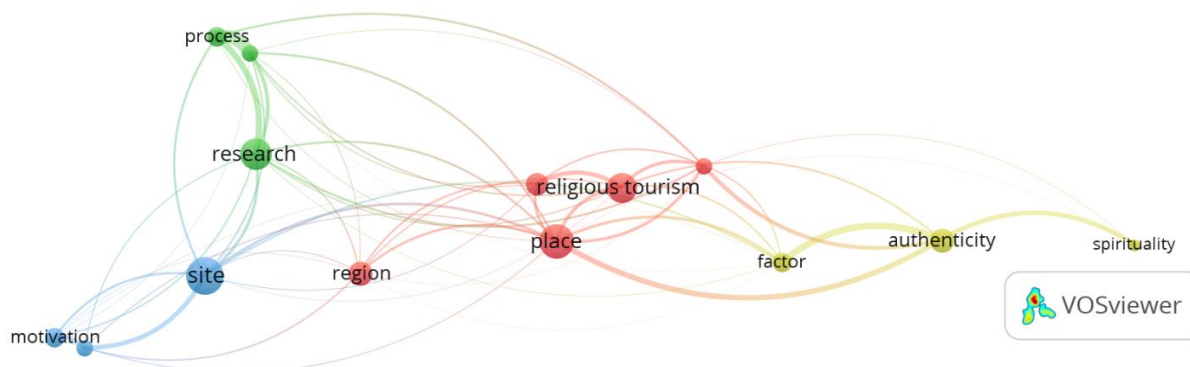 process
research
religious tourism
place
authenticity
spirituality
factor
site
region
VOSviewer
motivation